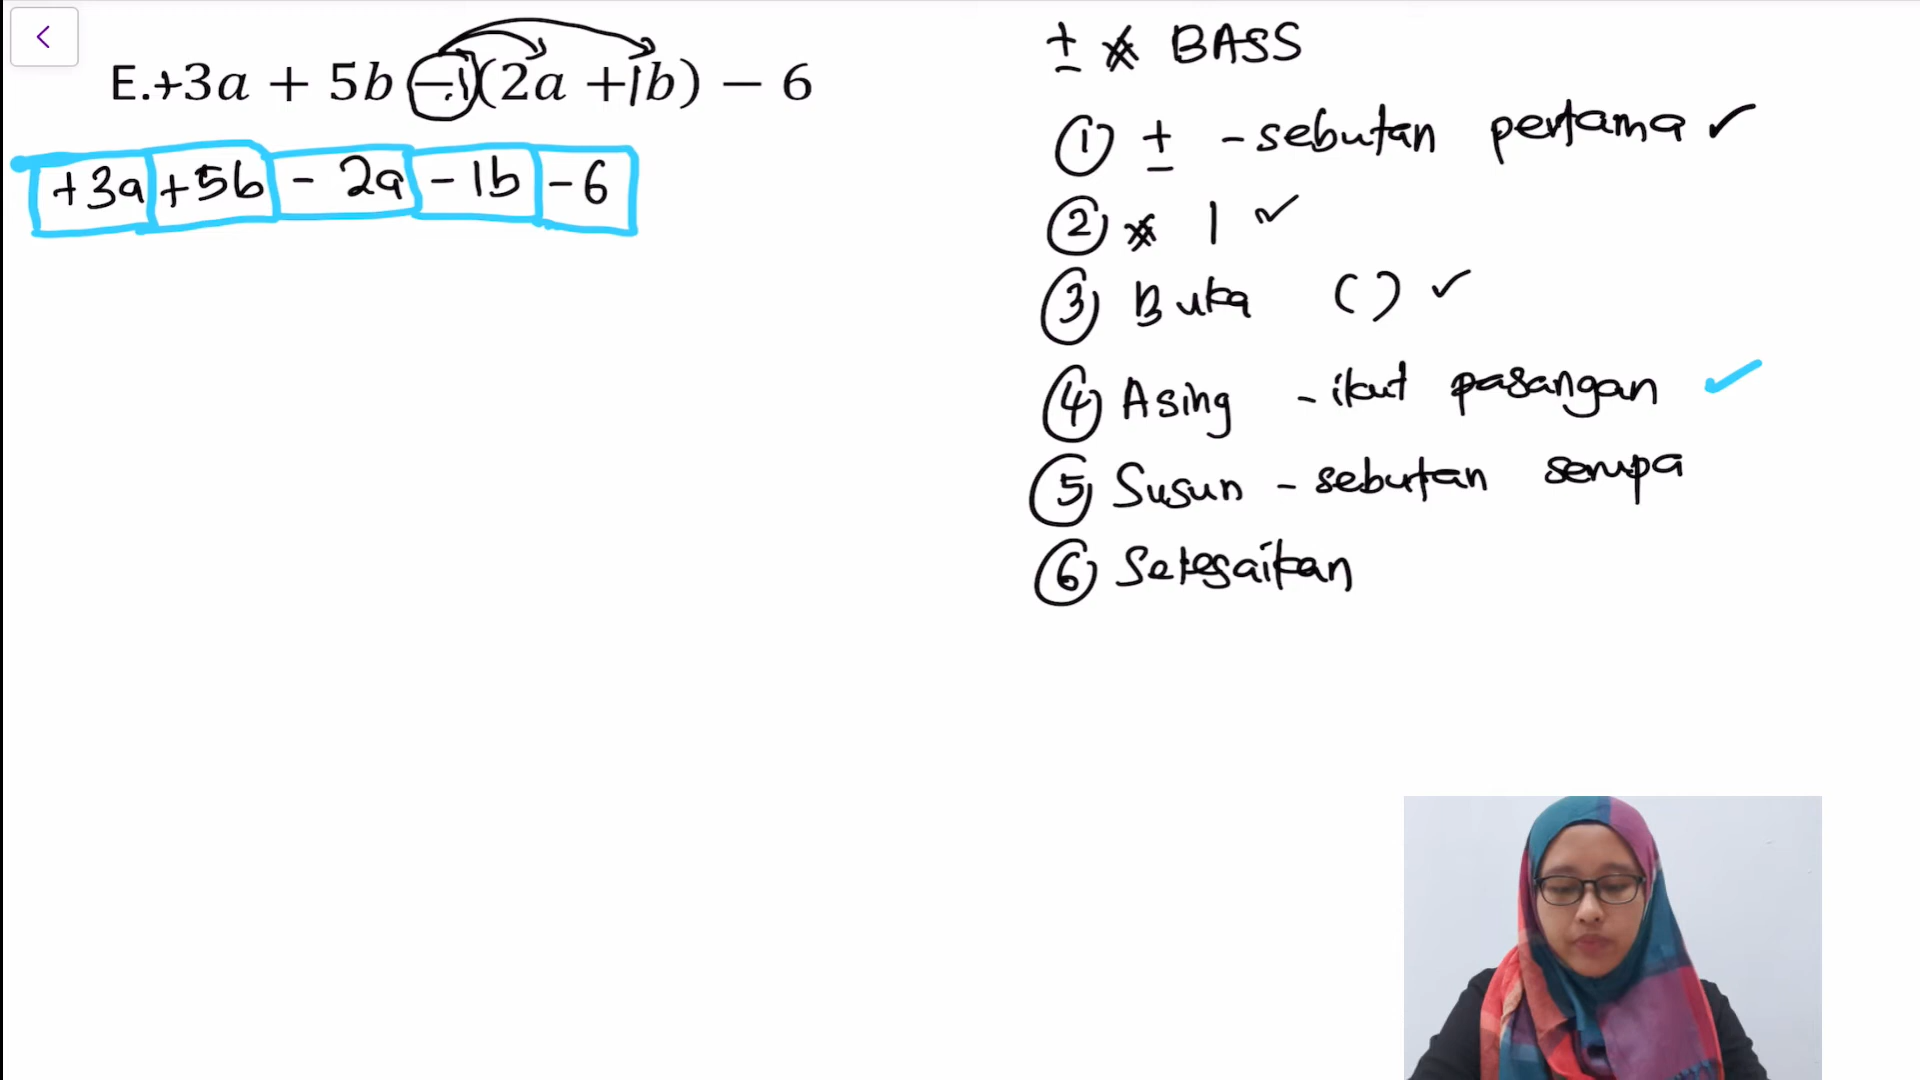 E.+3a + 5b −1(2a +1b) − 6
+3a +5b - 2a - 1b - 6
± * BASS
① ± - sebutan pertama ✓
② * 1 ✓
③ Buka ( ) ✓
④ Asing - ikut pasangan ✓
⑤ Susun - sebutan serupa
⑥ Selesaikan